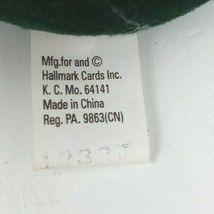 Mfg.for and ©
Hallmark Cards Inc.
K. C. Mo. 64141
Made in China
Reg. PA. 9863(CN)